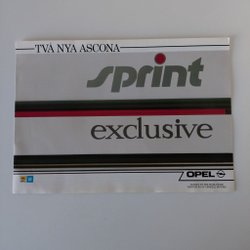 TVÅ NYA ASCONA
sprint
exclusive
OPEL